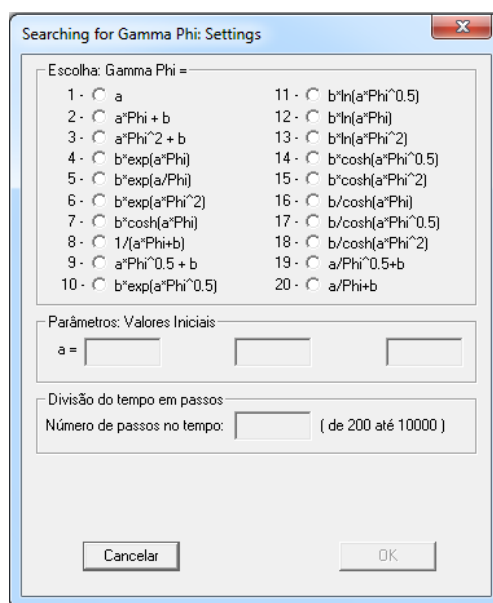 Searching for Gamma Phi: Settings
Escolha: Gamma Phi =
1 - a
2 - a*Phi + b
3 - a*Phi^2 + b
4 - b*exp(a*Phi)
5 - b*exp(a/Phi)
6 - b*exp(a*Phi^2)
7 - b*cosh(a*Phi)
8 - 1/(a*Phi+b)
9 - a*Phi^0.5 + b
10 - b*exp(a*Phi^0.5)
11 - b*ln(a*Phi^0.5)
12 - b*ln(a*Phi)
13 - b*ln(a*Phi^2)
14 - b*cosh(a*Phi^0.5)
15 - b*cosh(a*Phi^2)
16 - b/cosh(a*Phi)
17 - b/cosh(a*Phi^0.5)
18 - b/cosh(a*Phi^2)
19 - a/Phi^0.5+b
20 - a/Phi+b
Parâmetros: Valores Iniciais
a =
Divisão do tempo em passos
Número de passos no tempo: ( de 200 até 10000 )
Cancelar OK